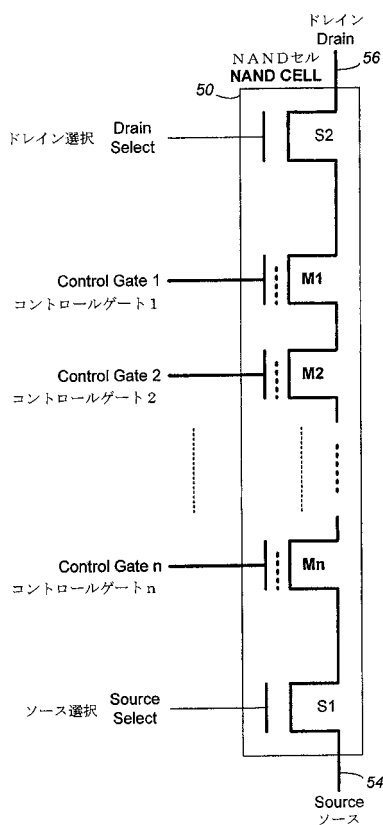 ドレイン
Drain
56
NANDセル
NAND CELL
50
ドレイン選択
Drain
Select
S2
Control Gate 1
コントロールゲート1
M1
Control Gate 2
コントロールゲート2
M2
Control Gate n
コントロールゲートn
Mn
ソース選択
Source
Select
S1
54
Source
ソース